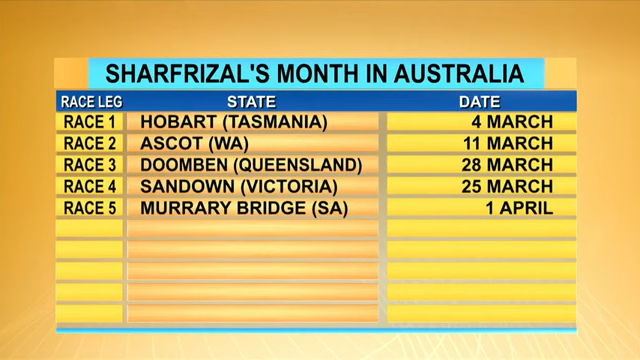 SHARFRIZAL'S MONTH IN AUSTRALIA
RACE LEG STATE DATE
RACE 1 HOBART (TASMANIA) 4 MARCH
RACE 2 ASCOT (WA) 11 MARCH
RACE 3 DOOMBEN (QUEENSLAND) 28 MARCH
RACE 4 SANDOWN (VICTORIA) 25 MARCH
RACE 5 MURRARY BRIDGE (SA) 1 APRIL